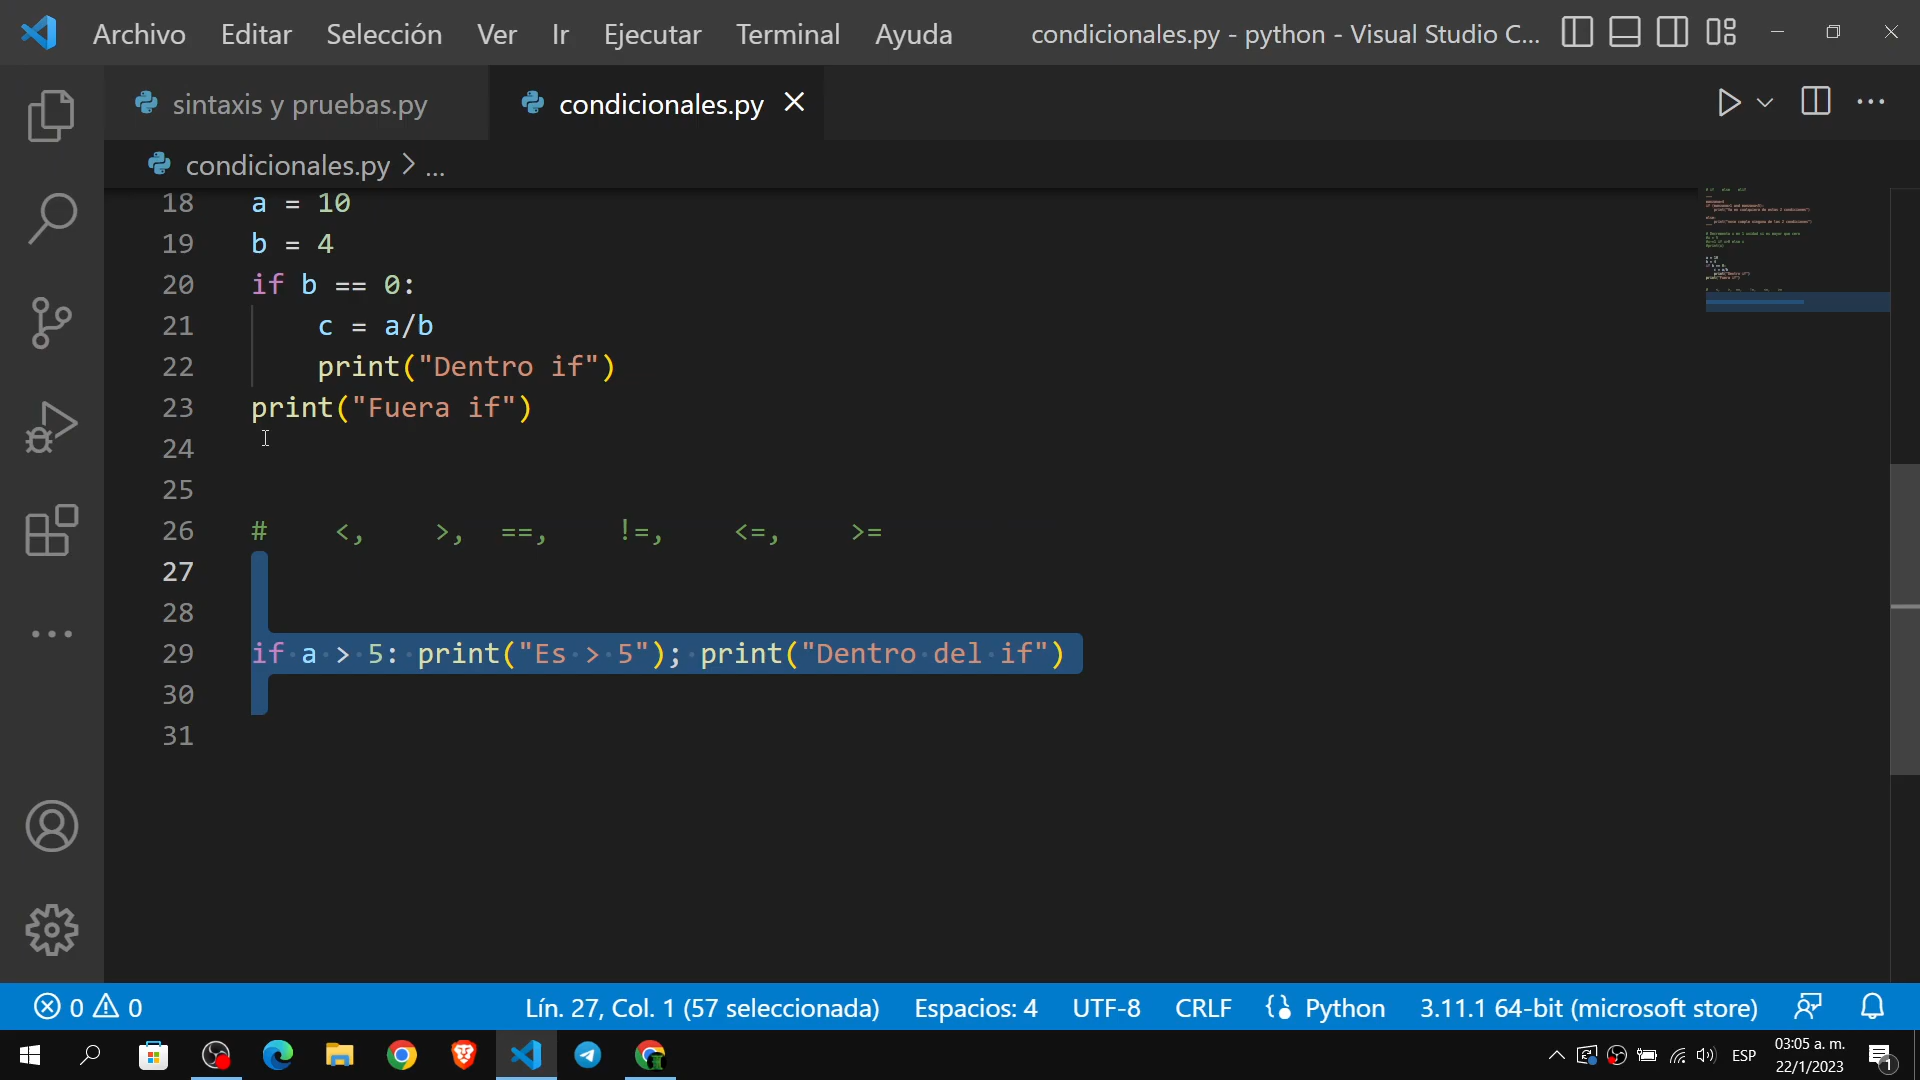 Archivo Editar Selección Ver Ir Ejecutar Terminal Ayuda condicionales.py - python - Visual Studio C...
sintaxis y pruebas.py condicionales.py
condicionales.py > ...
18 a = 10
19 b = 4
20 if b == 0:
21 c = a/b
22 print("Dentro if")
23 print("Fuera if")
24
25
26 # <, >, ==, !=, <=, >=
27
28
29 if a > 5: print("Es > 5"); print("Dentro del if")
30
31
0 0 Lín. 27, Col. 1 (57 seleccionada) Espacios: 4 UTF-8 CRLF Python 3.11.1 64-bit (microsoft store)
ESP 03:05 a. m.
22/1/2023 1